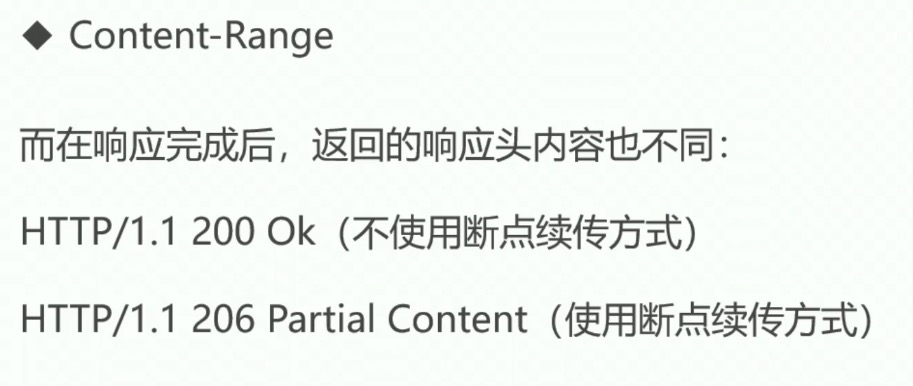 ◆ Content-Range
而在响应完成后，返回的响应头内容也不同：
HTTP/1.1 200 Ok（不使用断点续传方式）
HTTP/1.1 206 Partial Content（使用断点续传方式）